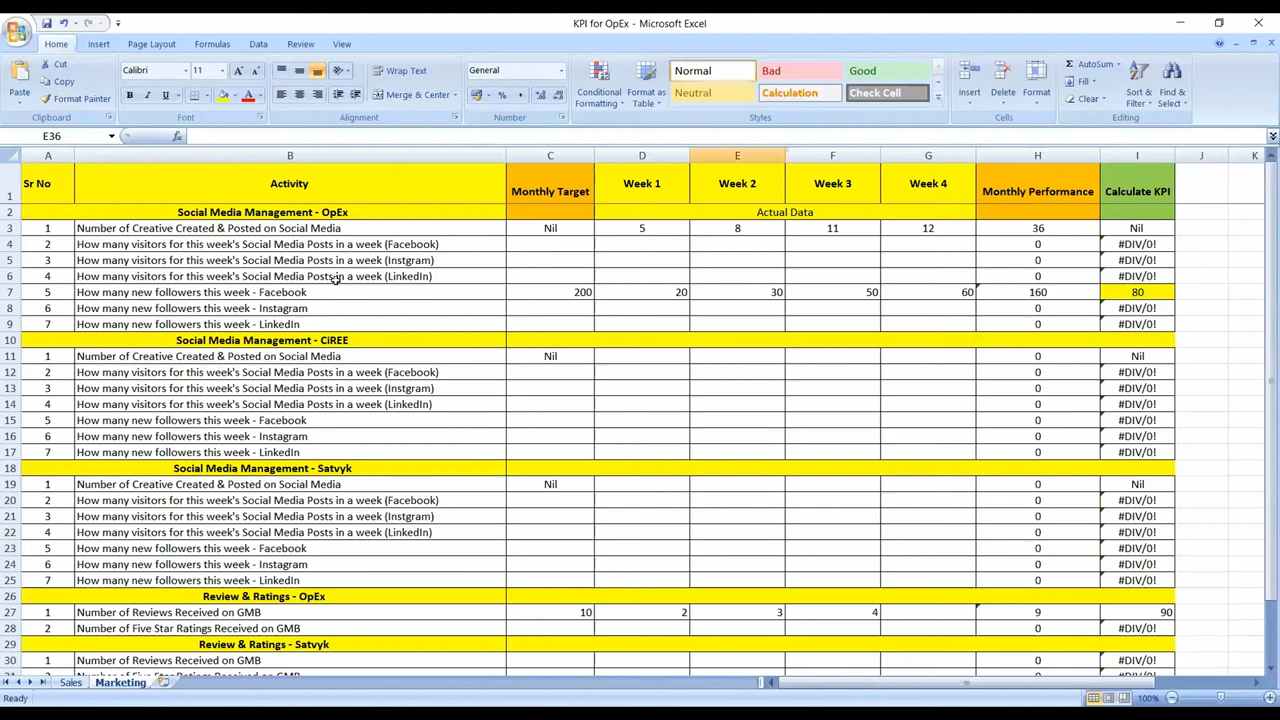 KPI for OpEx - Microsoft Excel
Home Insert Page Layout Formulas Data Review View
Cut Calibri 11 Wrap Text General Normal Bad Good AutoSum
Copy Fill
Paste Format Painter B I U Merge & Center Conditional Formatting Format as Table Neutral Calculation Check Cell Insert Delete Format Clear Sort & Filter Find & Select
Clipboard Font Alignment Number Styles Cells Editing
E36 fx
A B C D E F G H I J K
1 Sr No Activity Monthly Target Week 1 Week 2 Week 3 Week 4 Monthly Performance Calculate KPI
2 Social Media Management - OpEx Actual Data
3 1 Number of Creative Created & Posted on Social Media Nil 5 8 11 12 36 Nil
4 2 How many visitors for this week's Social Media Posts in a week (Facebook) 0 #DIV/0!
5 3 How many visitors for this week's Social Media Posts in a week (Instgram) 0 #DIV/0!
6 4 How many visitors for this week's Social Media Posts in a week (LinkedIn) 0 #DIV/0!
7 5 How many new followers this week - Facebook 200 20 30 50 60 160 80
8 6 How many new followers this week - Instagram 0 #DIV/0!
9 7 How many new followers this week - LinkedIn 0 #DIV/0!
10 Social Media Management - CiREE
11 1 Number of Creative Created & Posted on Social Media Nil 0 Nil
12 2 How many visitors for this week's Social Media Posts in a week (Facebook) 0 #DIV/0!
13 3 How many visitors for this week's Social Media Posts in a week (Instgram) 0 #DIV/0!
14 4 How many visitors for this week's Social Media Posts in a week (LinkedIn) 0 #DIV/0!
15 5 How many new followers this week - Facebook 0 #DIV/0!
16 6 How many new followers this week - Instagram 0 #DIV/0!
17 7 How many new followers this week - LinkedIn 0 #DIV/0!
18 Social Media Management - Satvyk
19 1 Number of Creative Created & Posted on Social Media Nil 0 Nil
20 2 How many visitors for this week's Social Media Posts in a week (Facebook) 0 #DIV/0!
21 3 How many visitors for this week's Social Media Posts in a week (Instgram) 0 #DIV/0!
22 4 How many visitors for this week's Social Media Posts in a week (LinkedIn) 0 #DIV/0!
23 5 How many new followers this week - Facebook 0 #DIV/0!
24 6 How many new followers this week - Instagram 0 #DIV/0!
25 7 How many new followers this week - LinkedIn 0 #DIV/0!
26 Review & Ratings - OpEx
27 1 Number of Reviews Received on GMB 10 2 3 4 9 90
28 2 Number of Five Star Ratings Received on GMB 0 #DIV/0!
29 Review & Ratings - Satvyk
30 1 Number of Reviews Received on GMB 0 #DIV/0!
Sales Marketing
Ready 100%